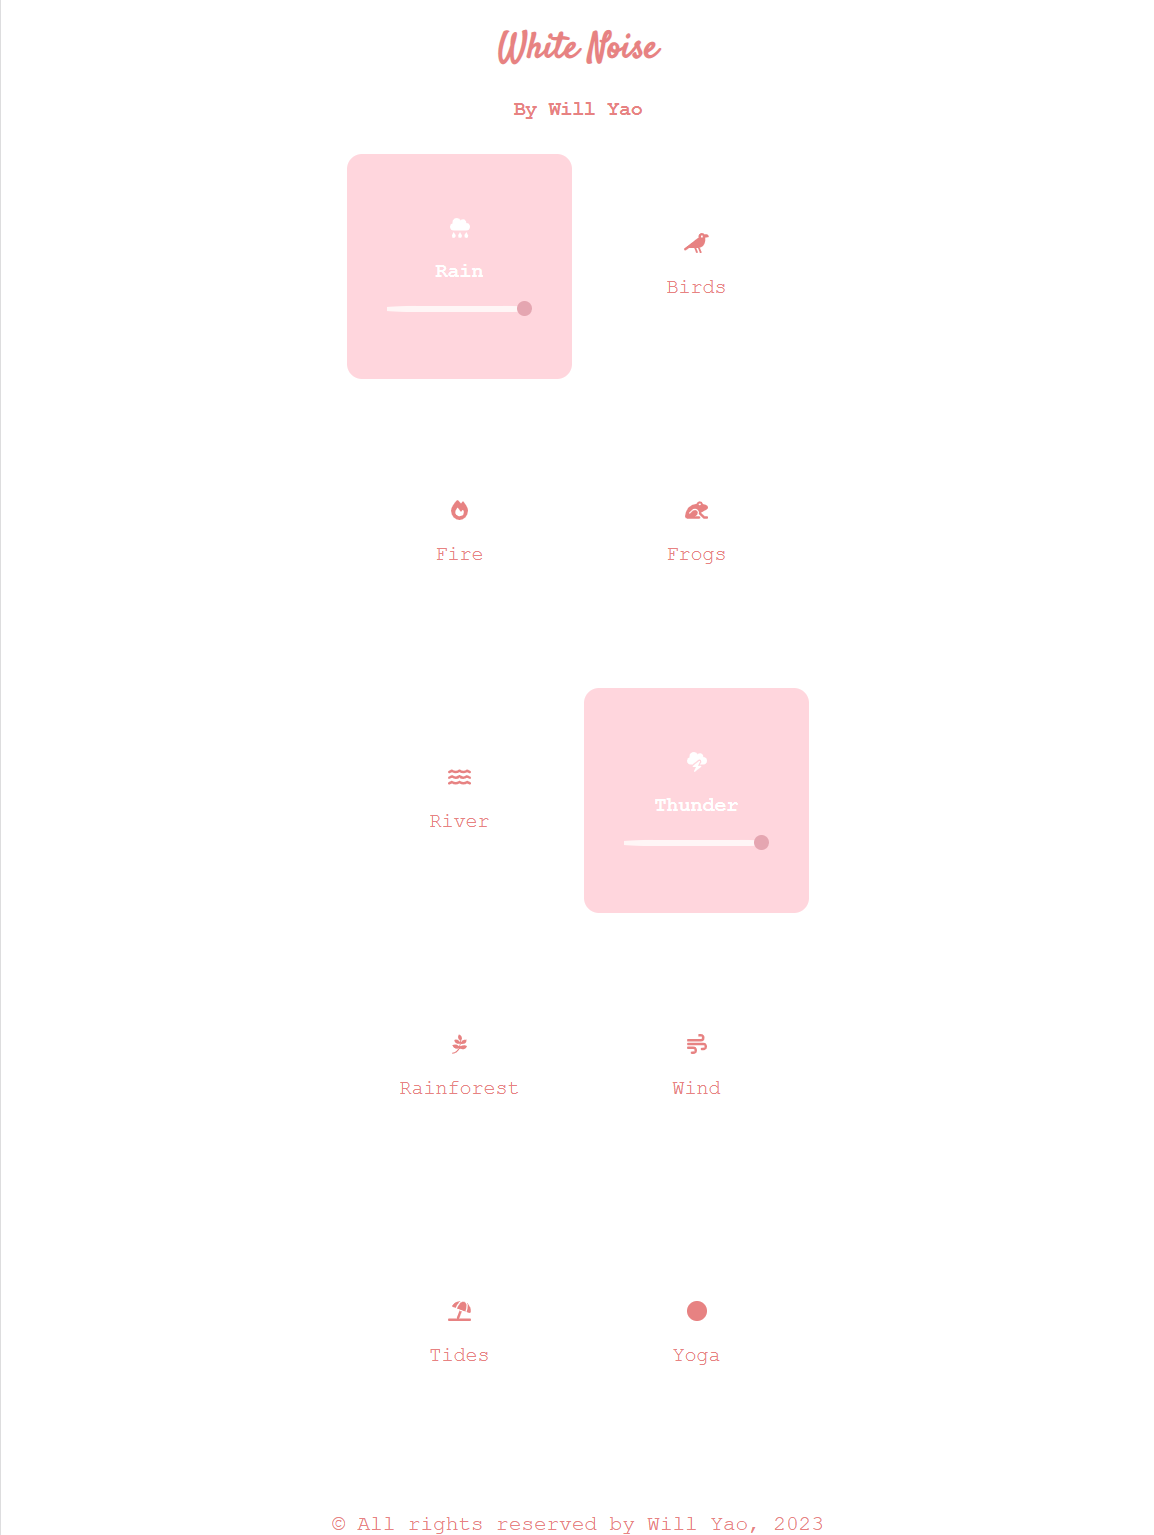 White Noise
By Will Yao
Rain
Birds
Fire
Frogs
River
Thunder
Rainforest
Wind
Tides
Yoga
© All rights reserved by Will Yao, 2023